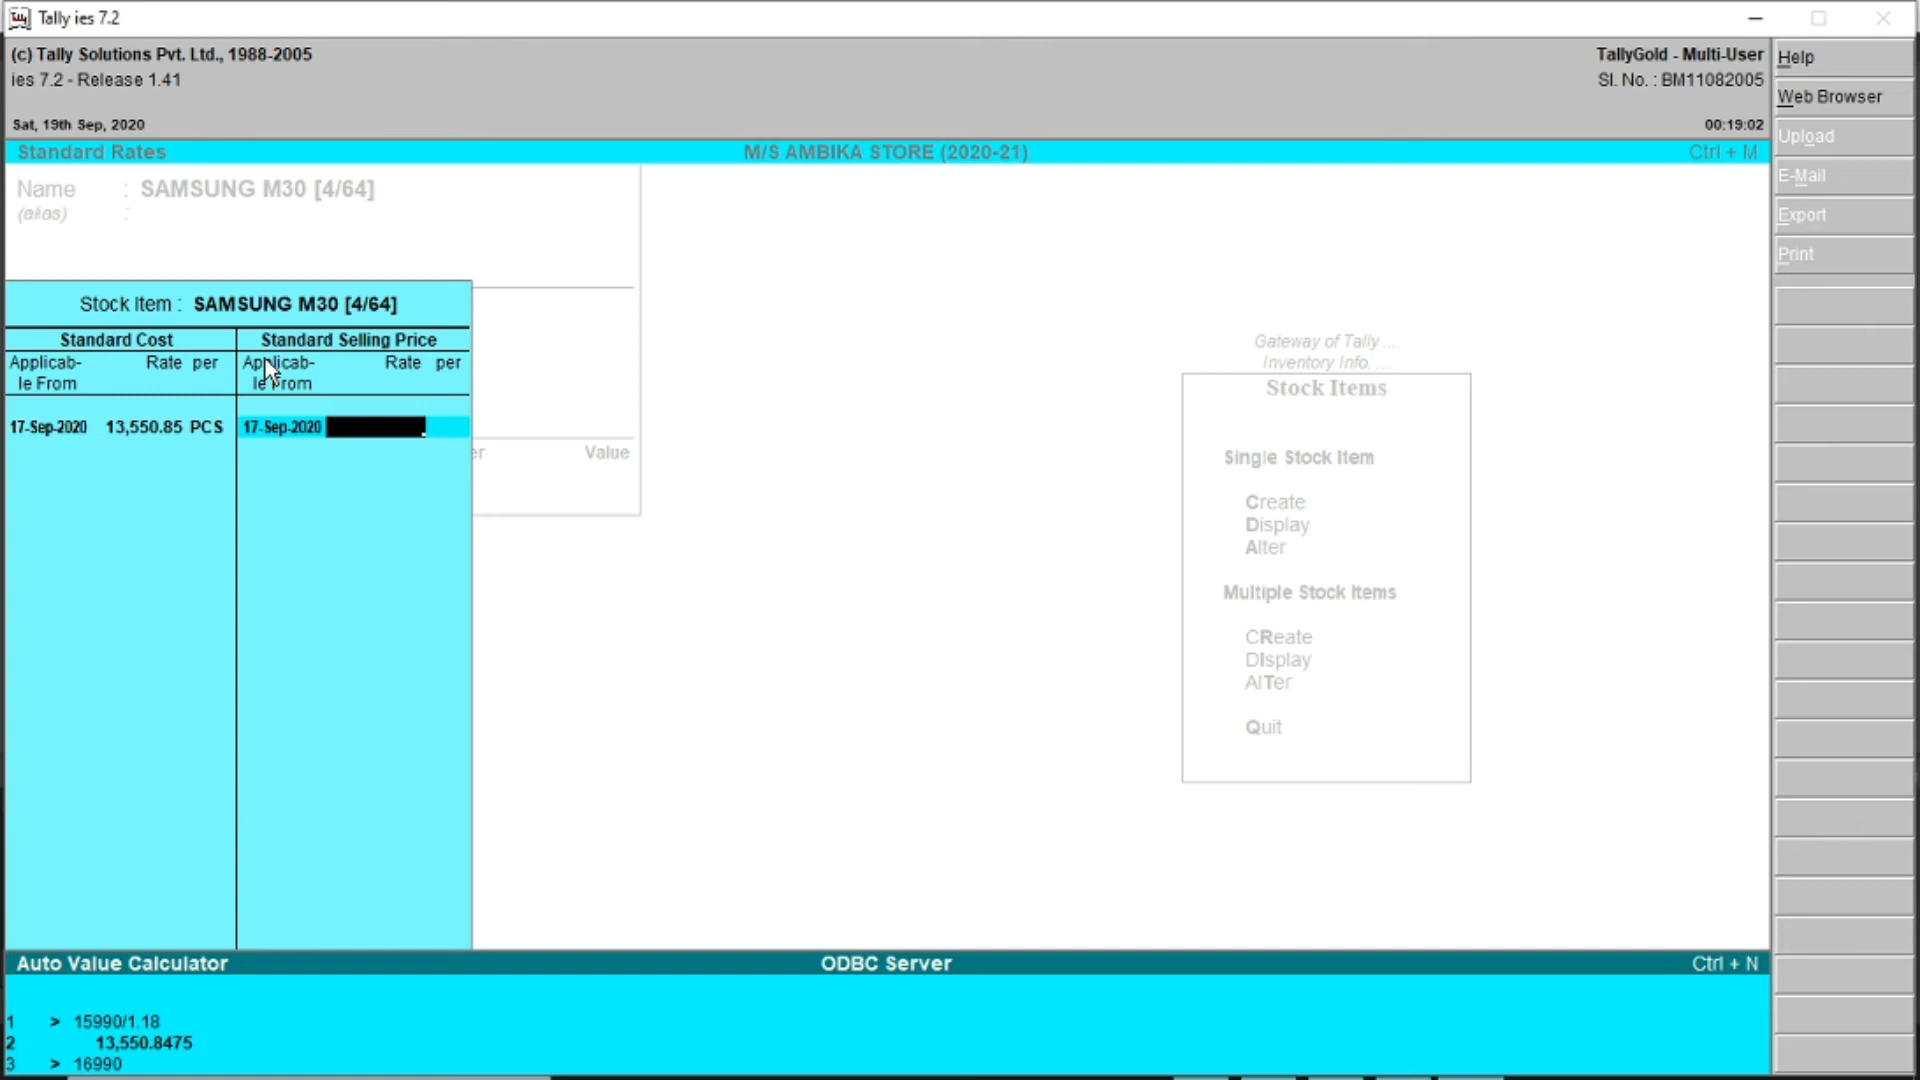 Tally ies 7.2
(c) Tally Solutions Pvt. Ltd., 1988-2005
TallyGold - Multi-User
ies 7.2 - Release 1.41
Sl. No. : BM11082005
Sat, 19th Sep, 2020
00:19:02
Standard Rates
M/S AMBIKA STORE (2020-21)
Ctrl + M
Name : SAMSUNG M30 [4/64]
(alias) :
Stock Item : SAMSUNG M30 [4/64]
Standard Cost
Standard Selling Price
Applicab-
Rate per
Applicab-
Rate per
le From
le From
17-Sep-2020 13,550.85 PCS
17-Sep-2020
er
Value
Gateway of Tally ....
Inventory Info. ....
Stock Items
Single Stock Item
Create
Display
Alter
Multiple Stock Items
CReate
DIsplay
AlTer
Quit
Help
Web Browser
Upload
E-Mail
Export
Print
Auto Value Calculator
ODBC Server
Ctrl + N
1 > 15990/1.18
2 13,550.8475
3 > 16990